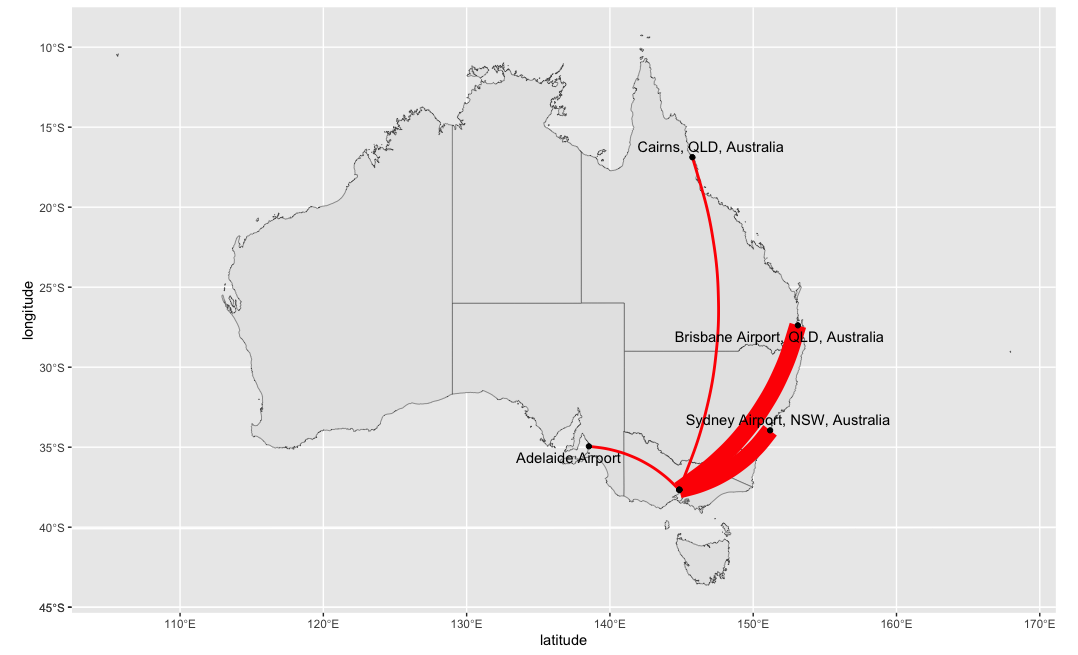 10°S
15°S
20°S
25°S
30°S
35°S
40°S
45°S
longitude
Cairns, QLD, Australia
Brisbane Airport, QLD, Australia
Sydney Airport, NSW, Australia
Adelaide Airport
110°E
120°E
130°E
140°E
150°E
160°E
170°E
latitude